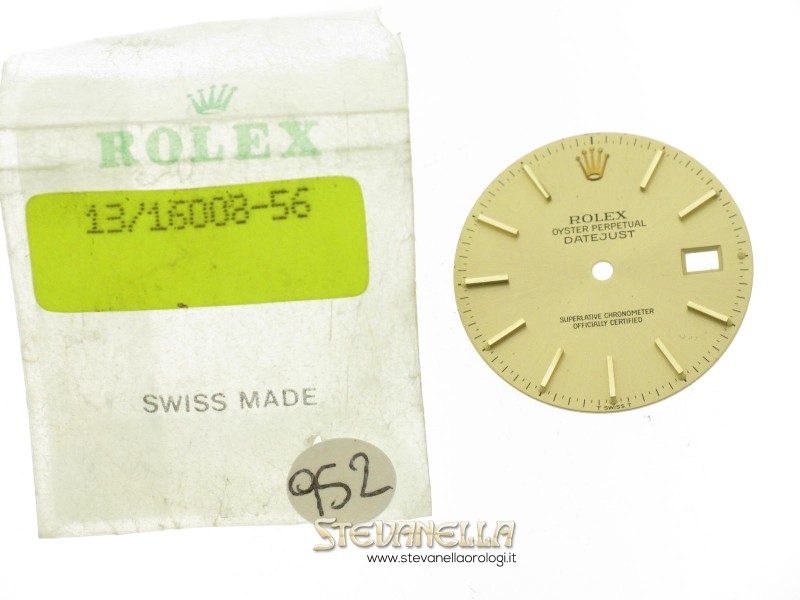 ROLEX
13/16008-56
SWISS MADE
952
ROLEX
OYSTER PERPETUAL
DATEJUST
SUPERLATIVE CHRONOMETER
OFFICIALLY CERTIFIED
T SWISS T
STEVANELLA
www.stevanellaorologi.it